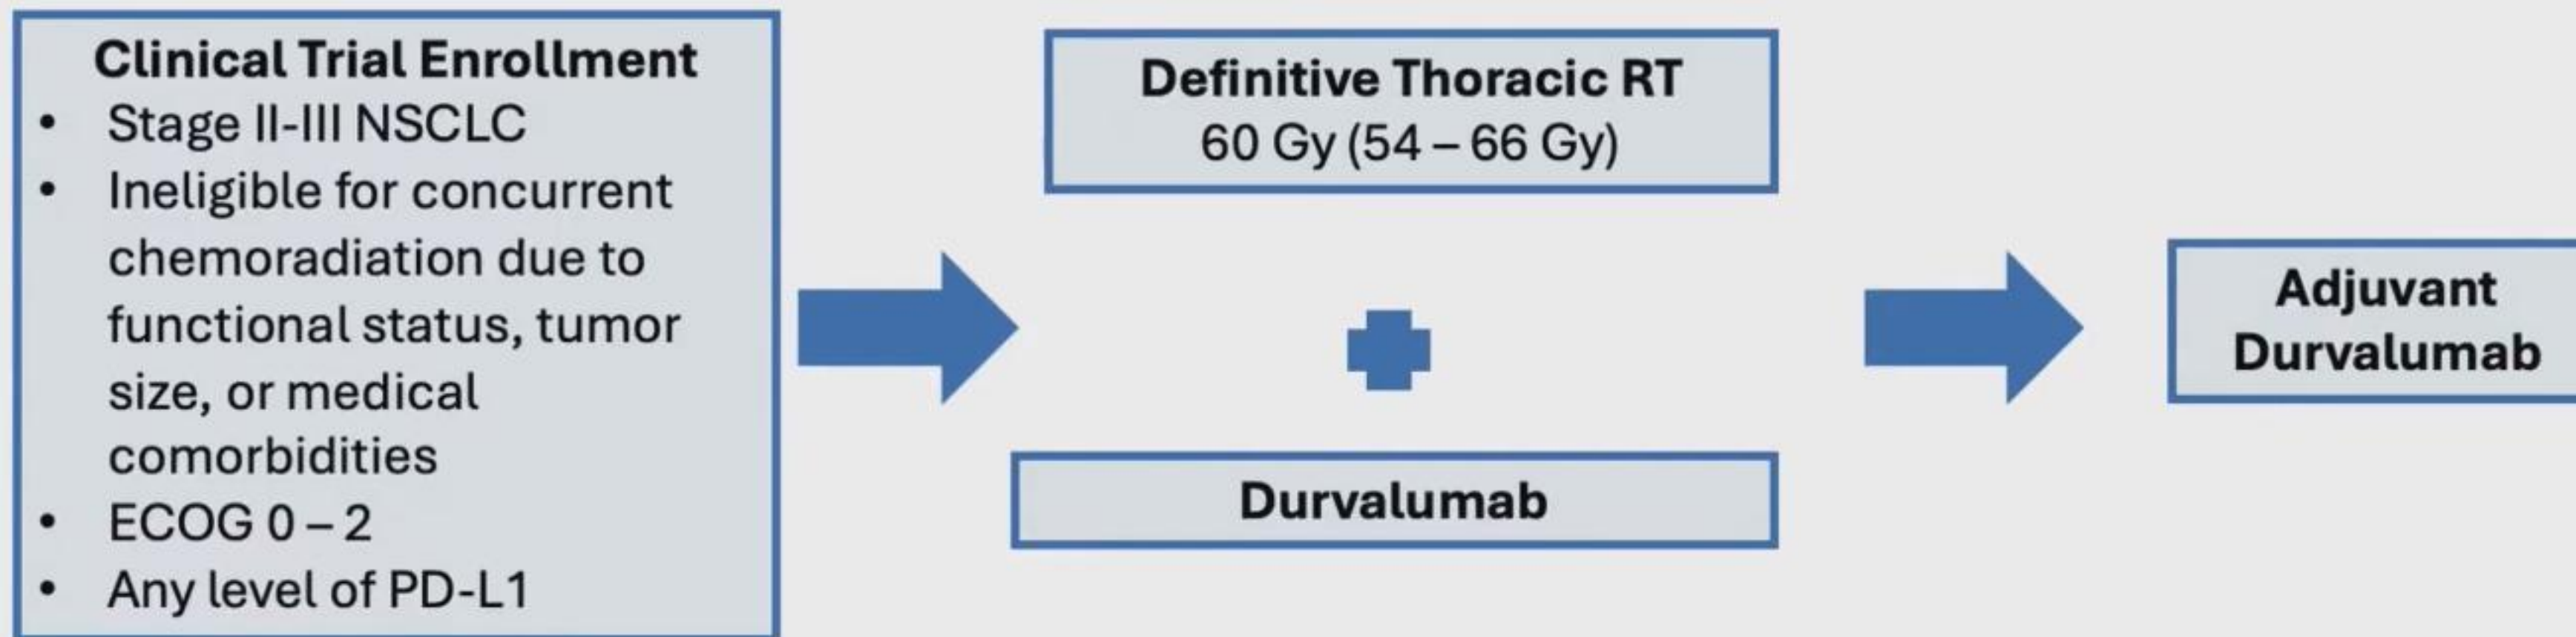 Clinical Trial Enrollment
• Stage II-III NSCLC
• Ineligible for concurrent
chemoradiation due to
functional status, tumor
size, or medical
comorbidities
• ECOG 0 – 2
• Any level of PD-L1
Definitive Thoracic RT
60 Gy (54 – 66 Gy)
Durvalumab
Adjuvant
Durvalumab